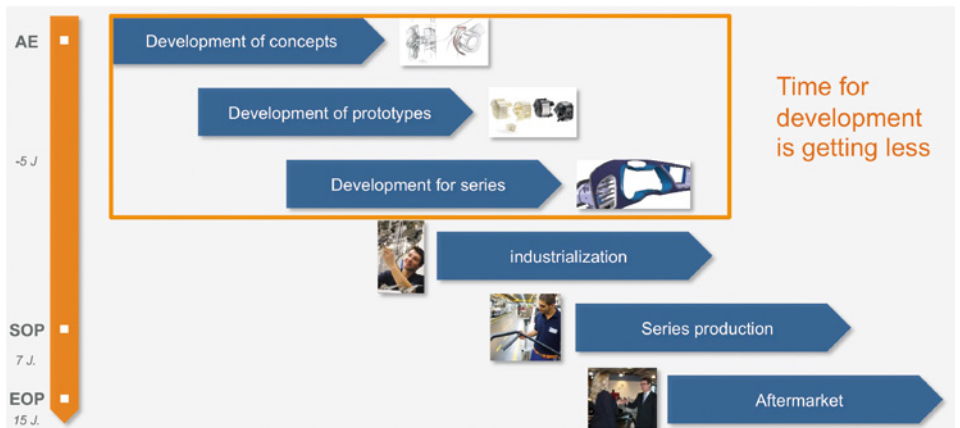 AE
Development of concepts
Time for
development
is getting less
Development of prototypes
-5 J
Development for series
industrialization
SOP
Series production
7 J.
EOP
Aftermarket
15 J.